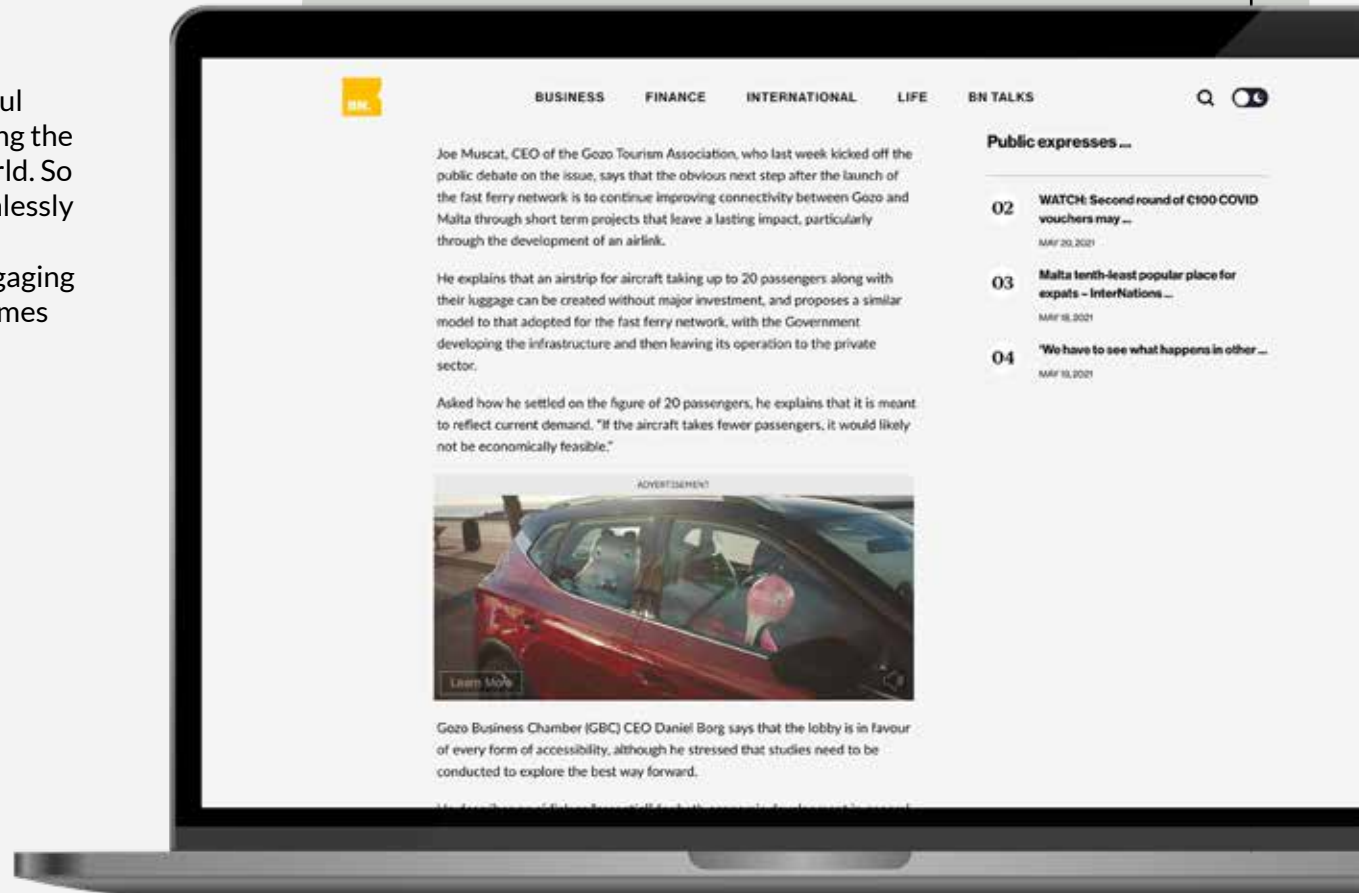 ul
ng the
rld. So
lessly
gaging
mes
BN.
BUSINESS FINANCE INTERNATIONAL LIFE BN TALKS
Joe Muscat, CEO of the Gozo Tourism Association, who last week kicked off the
public debate on the issue, says that the obvious next step after the launch of
the fast ferry network is to continue improving connectivity between Gozo and
Malta through short term projects that leave a lasting impact, particularly
through the development of an airlink.
He explains that an airstrip for aircraft taking up to 20 passengers along with
their luggage can be created without major investment, and proposes a similar
model to that adopted for the fast ferry network, with the Government
developing the infrastructure and then leaving its operation to the private
sector.
Asked how he settled on the figure of 20 passengers, he explains that it is meant
to reflect current demand. "If the aircraft takes fewer passengers, it would likely
not be economically feasible."
ADVERTISEMENT
Learn More
Gozo Business Chamber (GBC) CEO Daniel Borg says that the lobby is in favour
of every form of accessibility, although he stressed that studies need to be
conducted to explore the best way forward.
Public expresses ...
02
WATCH: Second round of €100 COVID
vouchers may ...
MAY 20, 2021
03
Malta tenth-least popular place for
expats – InterNations ...
MAY 18, 2021
04
'We have to see what happens in other ...
MAY 19, 2021